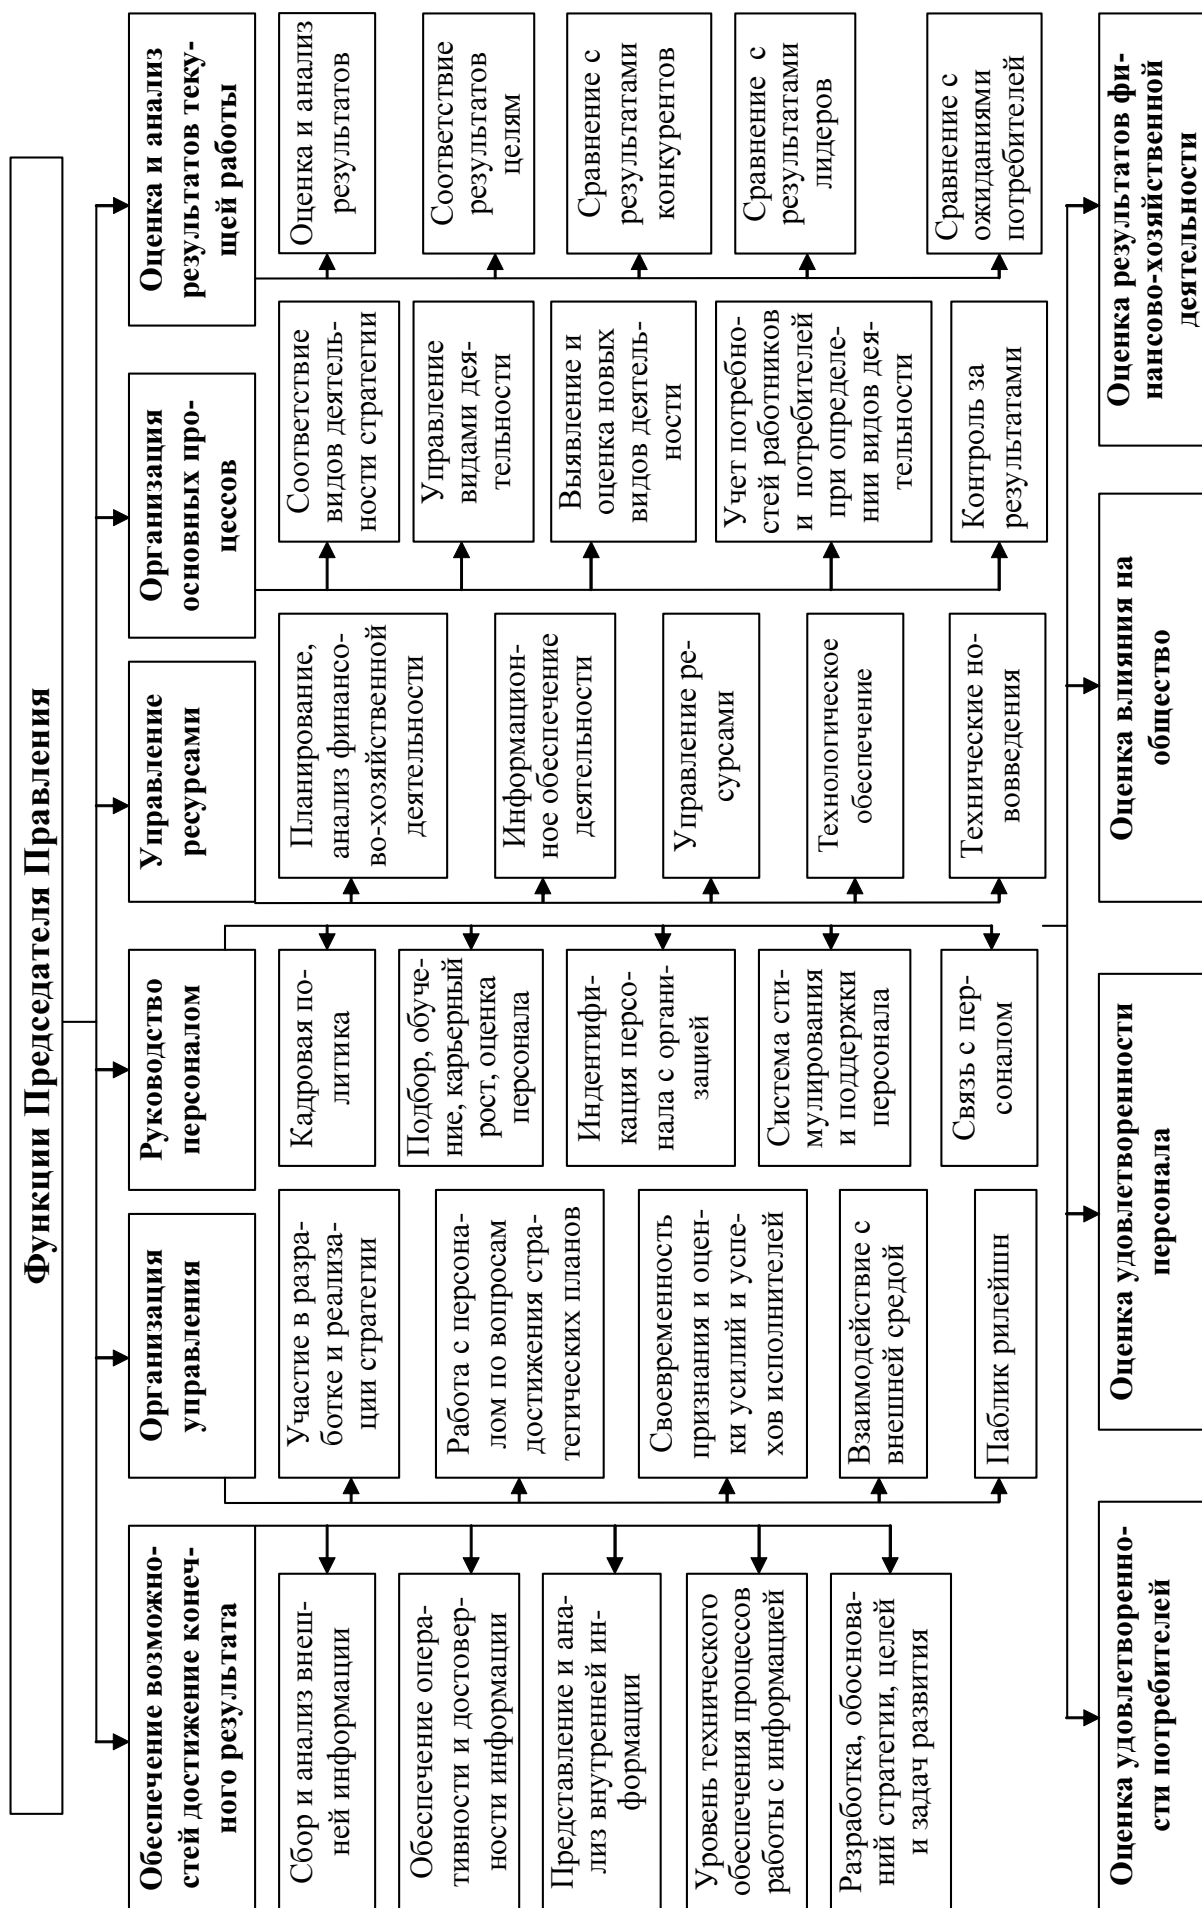 Функции Председателя Правления
Обеспечение возможно-
стей достижение конеч-
ного результата
Организация
управления
Руководство
персоналом
Управление
ресурсами
Организация
основных про-
цессов
Оценка и анализ
результатов теку-
щей работы
Сбор и анализ внеш-
ней информации
Обеспечение опера-
тивности и достовер-
ности информации
Представление и ана-
лиз внутренней ин-
формации
Уровень технического
обеспечения процессов
работы с информацией
Разработка, обоснова-
ний стратегии, целей
и задач развития
Участие в разра-
ботке и реализа-
ции стратегии
Работа с персона-
лом по вопросам
достижения стра-
тегических планов
Своевременность
признания и оцен-
ки усилий и успе-
хов исполнителей
Взаимодействие с
внешней средой
Паблик рилейшн
Кадровая по-
литика
Подбор, обуче-
ние, карьерный
рост, оценка
персонала
Индентифи-
кация персо-
нала с органи-
зацией
Система сти-
мулирования
и поддержки
персонала
Связь с пер-
соналом
Планирование,
анализ финансо-
во-хозяйственной
деятельности
Информацион-
ное обеспечение
деятельности
Управление ре-
сурсами
Технологическое
обеспечение
Технические но-
вовведения
Соответствие
видов деятель-
ности стратегии
Управление
видами дея-
тельности
Выявление и
оценка новых
видов деятель-
ности
Учет потребно-
стей работников
и потребителей
при определе-
нии видов дея-
тельности
Контроль за
результатами
Оценка и анализ
результатов
Соответствие
результатов
целям
Сравнение с
результатами
конкурентов
Сравнение с
результатами
лидеров
Сравнение с
ожиданиями
потребителей
Оценка удовлетворенно-
сти потребителей
Оценка удовлетворенности
персонала
Оценка влияния на
общество
Оценка результатов фи-
нансово-хозяйственной
деятельности